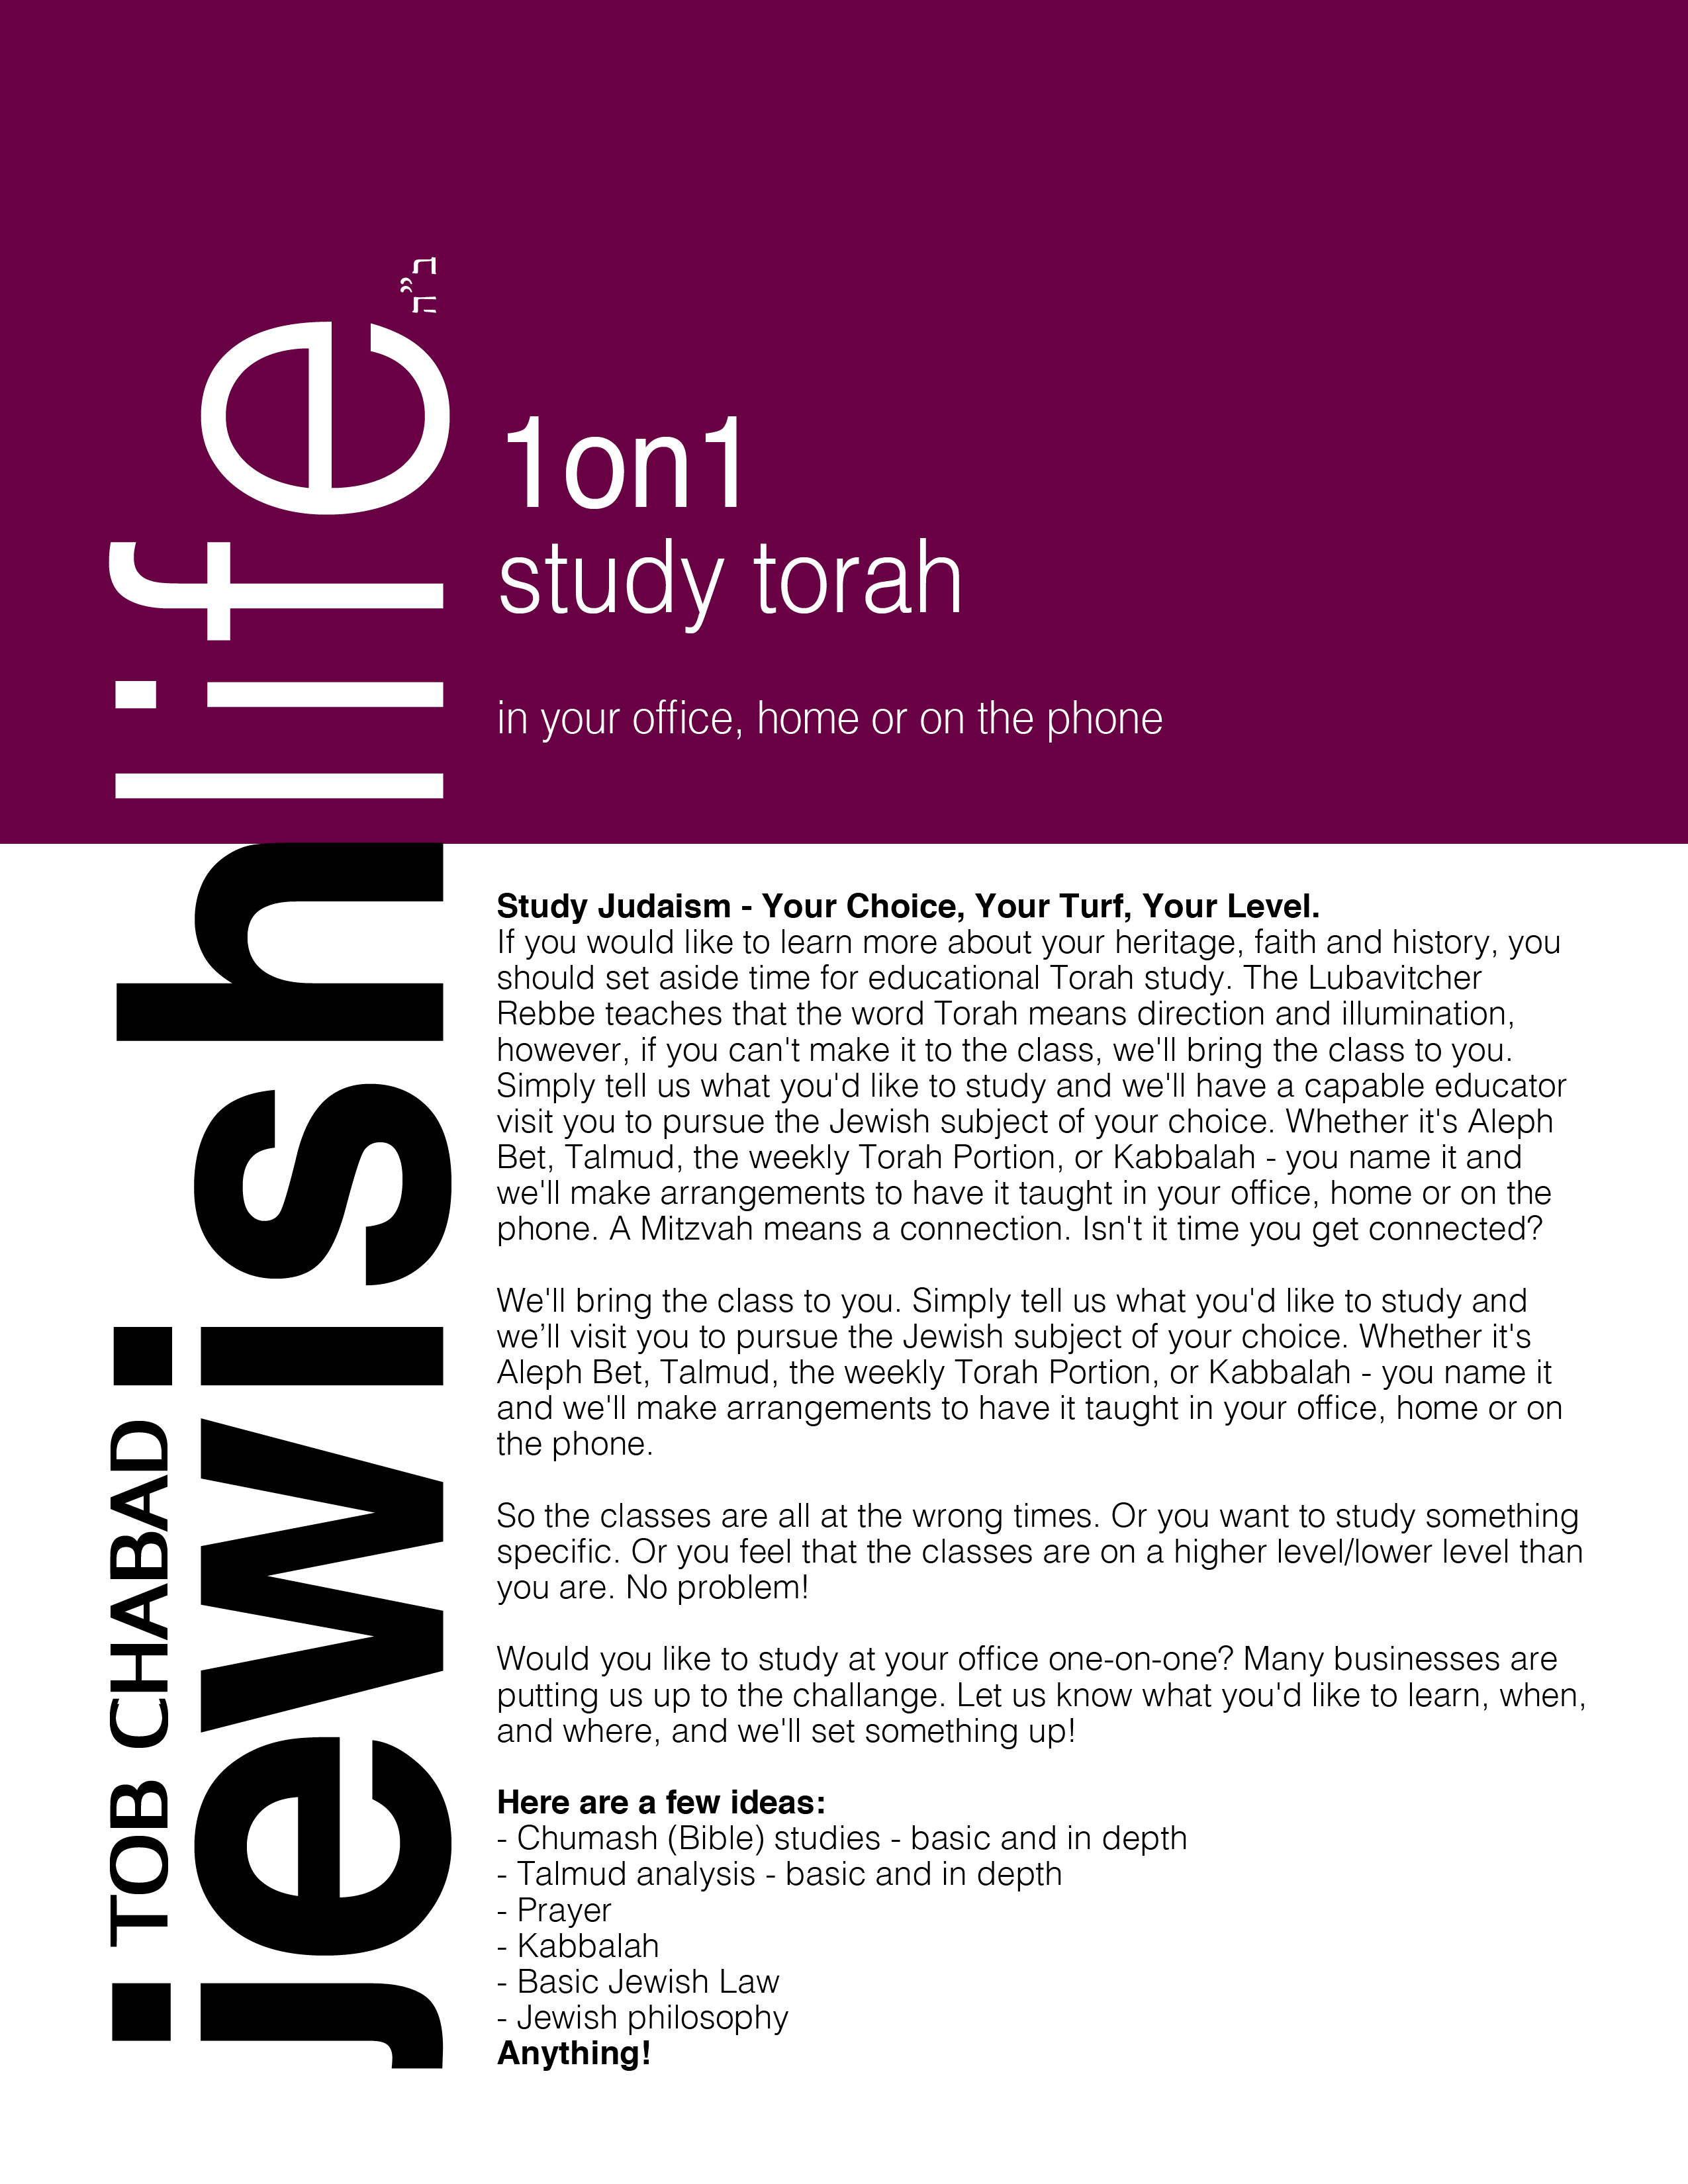 ב"ה
jewishlife
TOB CHABAD
1on1
study torah
in your office, home or on the phone
Study Judaism - Your Choice, Your Turf, Your Level.
If you would like to learn more about your heritage, faith and history, you
should set aside time for educational Torah study. The Lubavitcher
Rebbe teaches that the word Torah means direction and illumination,
however, if you can't make it to the class, we'll bring the class to you.
Simply tell us what you'd like to study and we'll have a capable educator
visit you to pursue the Jewish subject of your choice. Whether it's Aleph
Bet, Talmud, the weekly Torah Portion, or Kabbalah - you name it and
we'll make arrangements to have it taught in your office, home or on the
phone. A Mitzvah means a connection. Isn't it time you get connected?
We'll bring the class to you. Simply tell us what you'd like to study and
we’ll visit you to pursue the Jewish subject of your choice. Whether it's
Aleph Bet, Talmud, the weekly Torah Portion, or Kabbalah - you name it
and we'll make arrangements to have it taught in your office, home or on
the phone.
So the classes are all at the wrong times. Or you want to study something
specific. Or you feel that the classes are on a higher level/lower level than
you are. No problem!
Would you like to study at your office one-on-one? Many businesses are
putting us up to the challange. Let us know what you'd like to learn, when,
and where, and we'll set something up!
Here are a few ideas:
- Chumash (Bible) studies - basic and in depth
- Talmud analysis - basic and in depth
- Prayer
- Kabbalah
- Basic Jewish Law
- Jewish philosophy
Anything!